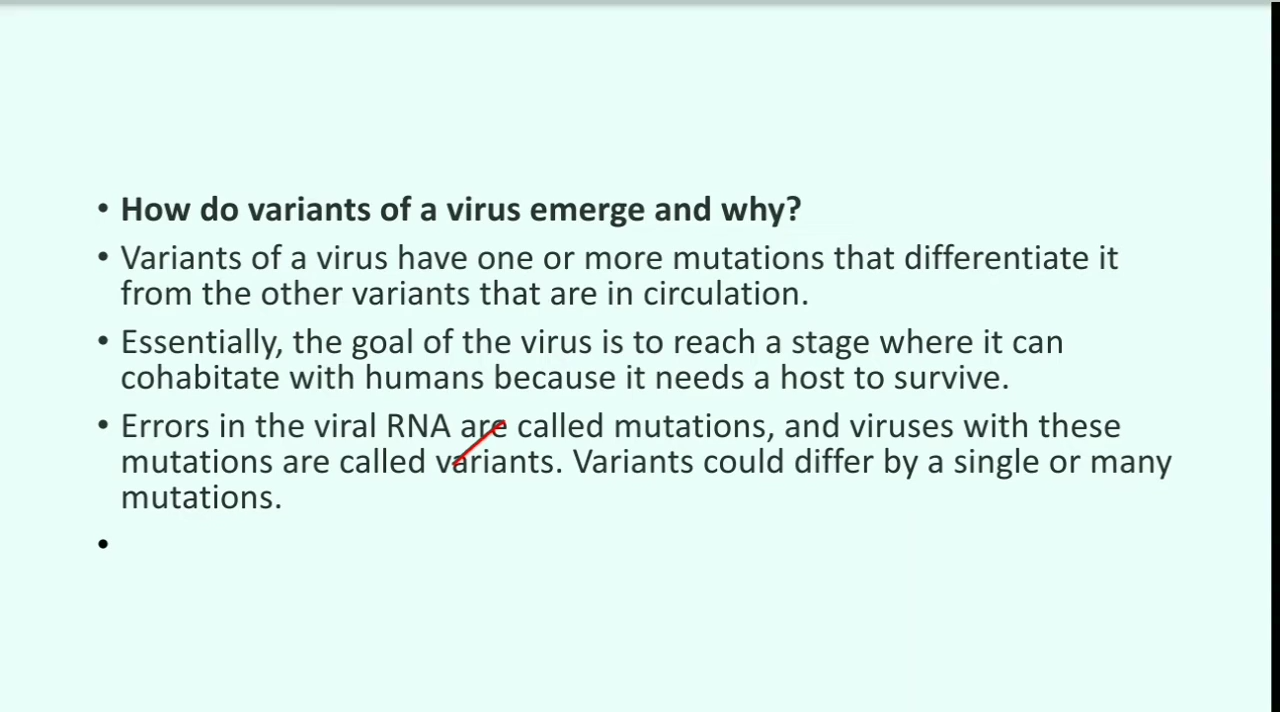 • How do variants of a virus emerge and why?
• Variants of a virus have one or more mutations that differentiate it
from the other variants that are in circulation.
• Essentially, the goal of the virus is to reach a stage where it can
cohabitate with humans because it needs a host to survive.
• Errors in the viral RNA are called mutations, and viruses with these
mutations are called variants. Variants could differ by a single or many
mutations.
•